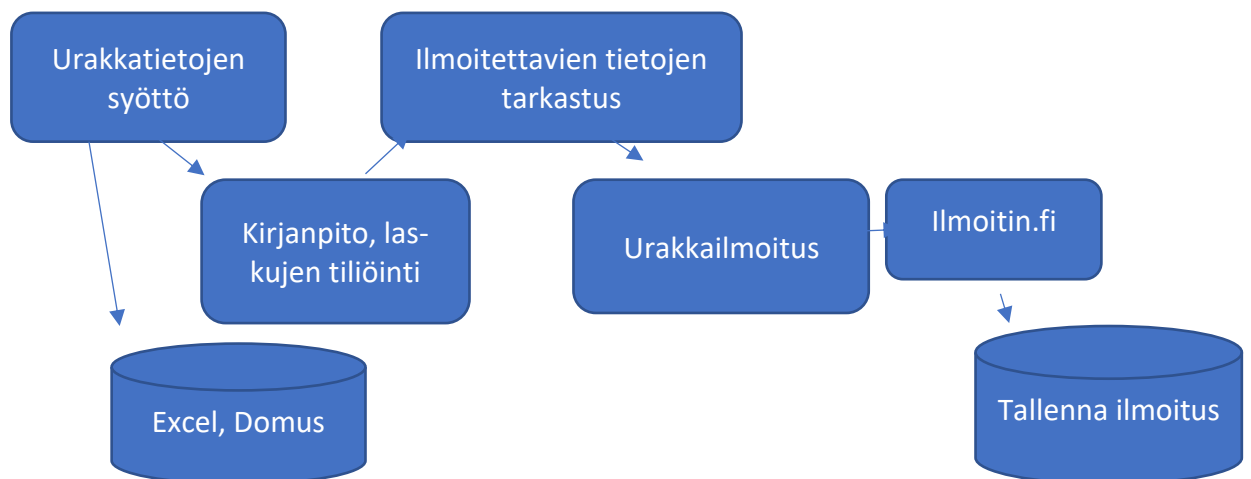 Urakkatietojen
syöttö
Ilmoitettavien tietojen
tarkastus
Kirjanpito, las-
kujen tiliöinti
Urakkailmoitus
Ilmoitin.fi
Excel, Domus
Tallenna ilmoitus